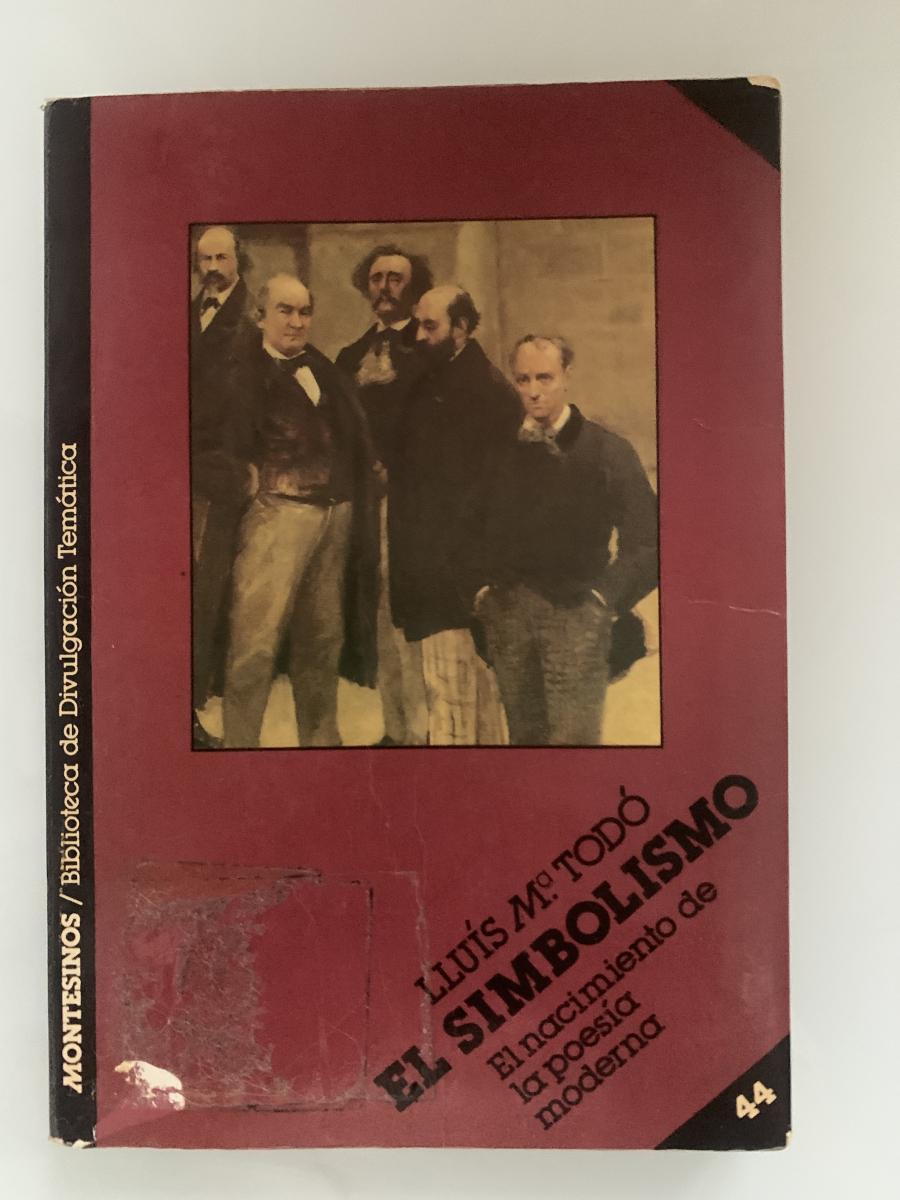 MONTESINOS / Biblioteca de Divulgación Temática
LLUÍS Mª. TODÓ
EL SIMBOLISMO
El nacimiento de
la poesía
moderna
44